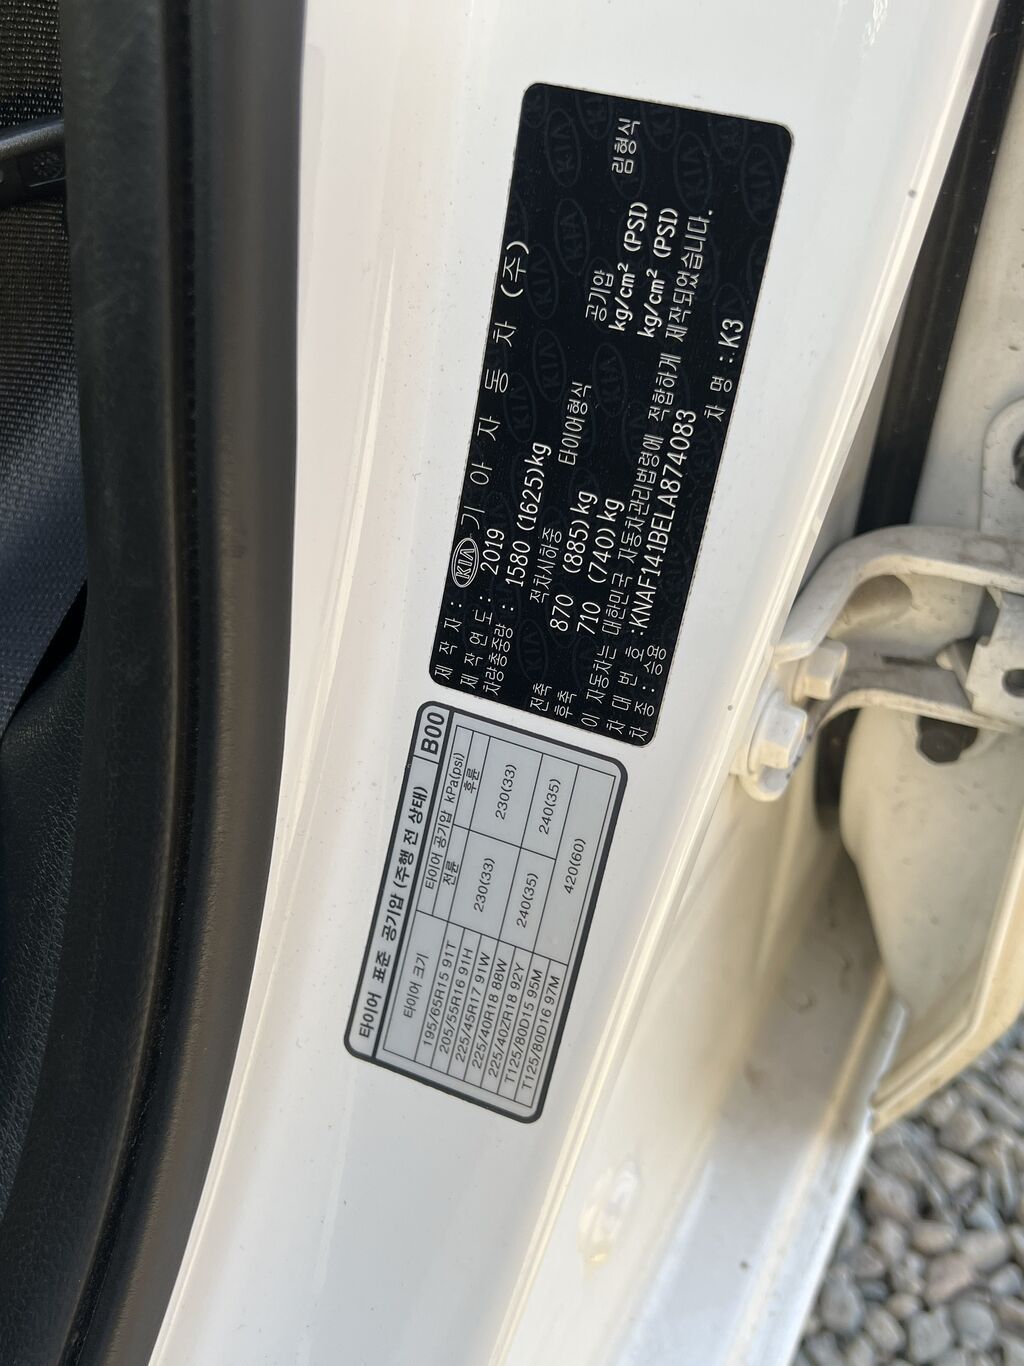 제 작 자 : KIA 기 아 자 동 차 (주)
제 작 연 도 : 2019
차량총중량 : 1580 (1625)kg
적차시하중 타이어형식 공기압 림형식
전축 870 (885)kg kg/cm² (PSI)
후축 710 (740)kg kg/cm² (PSI)
이 자동차는 대한민국 자동차관리법령에 적합하게 제작되었습니다.
차 대 번 호 : KNAF141BELA874083
차 종 : 승용 차 명 : K3
타이어 표준 공기압 (주행 전 상태) B00
타이어 크기 타이어 공기압 kPa(psi)
전륜 후륜
195/65R15 91T 230(33) 230(33)
205/55R16 91H
225/45R17 91W
225/40R18 88W 240(35) 240(35)
225/40ZR18 92Y
T125/80D15 95M 420(60)
T125/80D16 97M